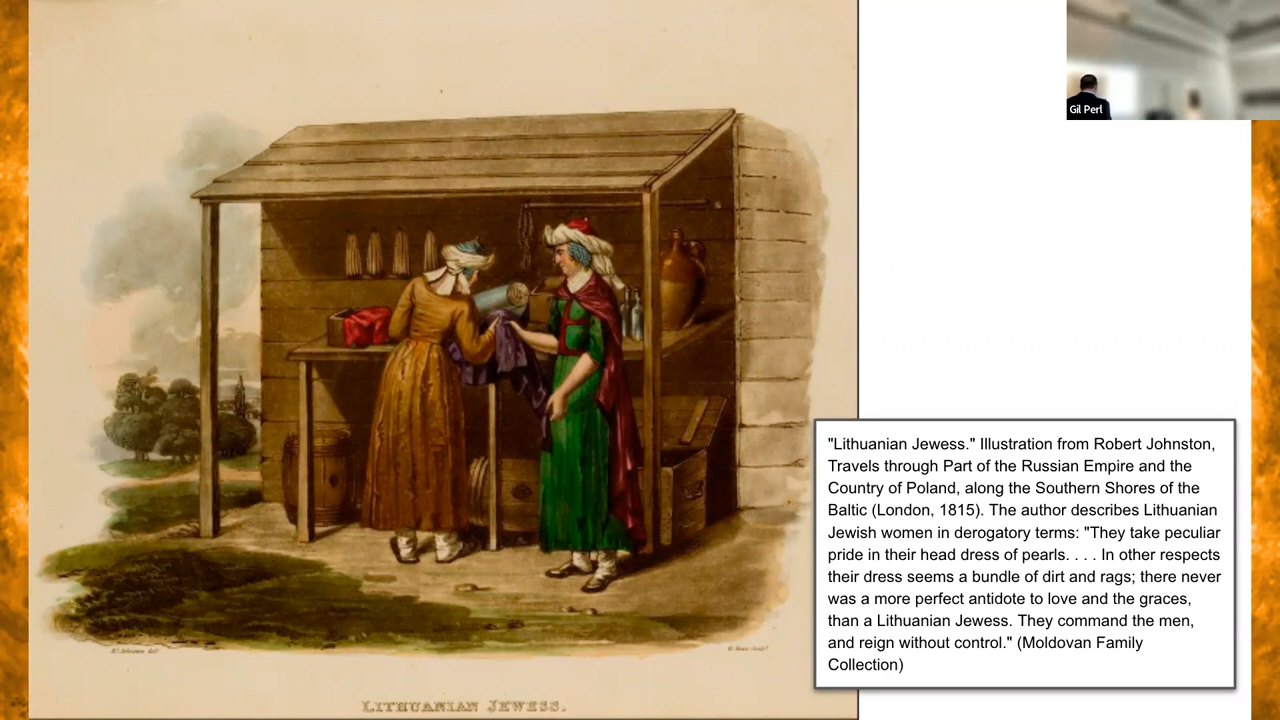 Gil Perl
"Lithuanian Jewess." Illustration from Robert Johnston,
Travels through Part of the Russian Empire and the
Country of Poland, along the Southern Shores of the
Baltic (London, 1815). The author describes Lithuanian
Jewish women in derogatory terms: "They take peculiar
pride in their head dress of pearls. . . . In other respects
their dress seems a bundle of dirt and rags; there never
was a more perfect antidote to love and the graces,
than a Lithuanian Jewess. They command the men,
and reign without control." (Moldovan Family
Collection)
LITHUANIAN JEWESS.